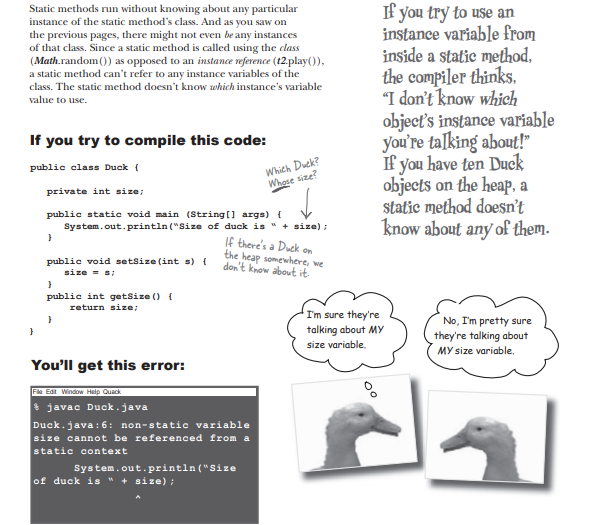 Static methods run without knowing about any particular
instance of the static method's class. And as you saw on
the previous pages, there might not even be any instances
of that class. Since a static method is called using the class
(Math.random()) as opposed to an instance reference (t2.play()),
a static method can't refer to any instance variables of the
class. The static method doesn't know which instance's variable
value to use.
If you try to use an
instance variable from
inside a static method,
the compiler thinks,
"I don't know which
object's instance variable
you're talking about!"
If you have ten Duck
objects on the heap, a
static method doesn't
know about any of them.
If you try to compile this code:
public class Duck {
private int size;
public static void main (String[] args) {
System.out.println("Size of duck is " + size);
}
public void setSize(int s) {
size = s;
}
public int getSize() {
return size;
}
}
Which Duck?
Whose size?
If there's a Duck on
the heap somewhere, we
don't know about it.
I'm sure they're
talking about MY
size variable.
No, I'm pretty sure
they're talking about
MY size variable.
You'll get this error:
File Edit Window Help Quack
% javac Duck.java
Duck.java:6: non-static variable
size cannot be referenced from a
static context
System.out.println("Size
of duck is " + size);
^